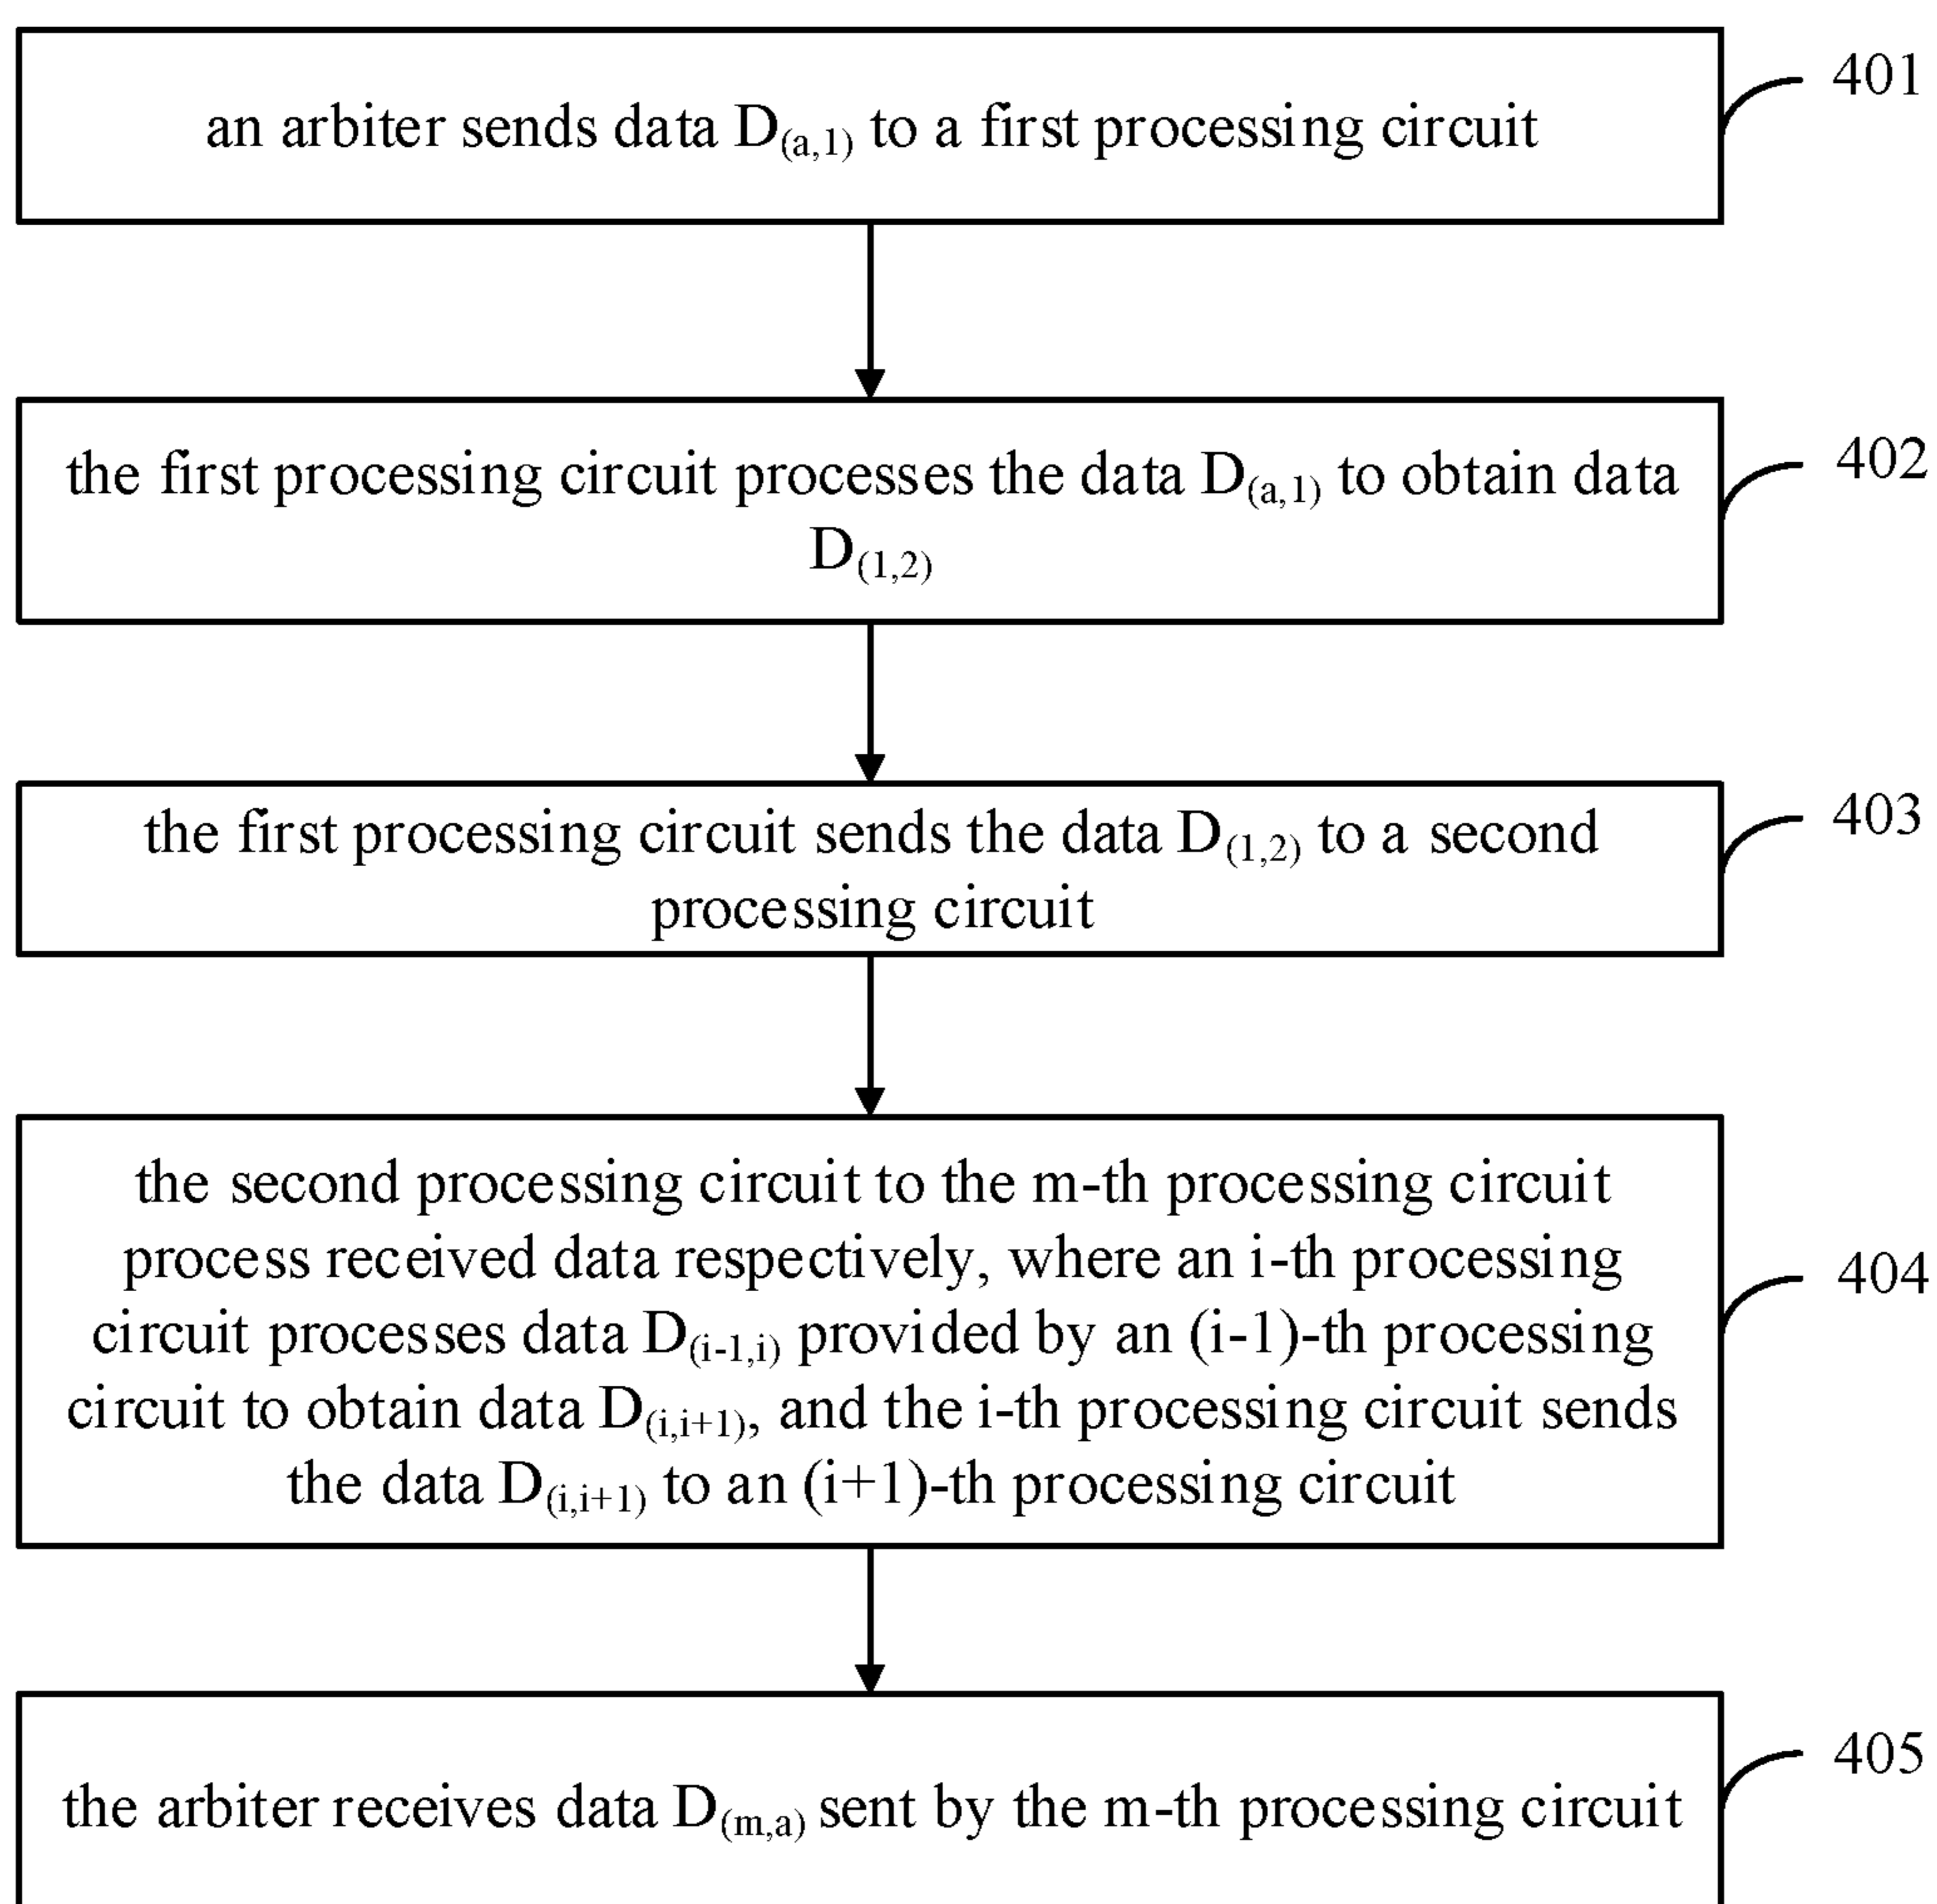 an arbiter sends data D(a,1) to a first processing circuit
401
the first processing circuit processes the data D(a,1) to obtain data
D(1,2)
402
the first processing circuit sends the data D(1,2) to a second
processing circuit
403
the second processing circuit to the m-th processing circuit
process received data respectively, where an i-th processing
circuit processes data D(i-1,i) provided by an (i-1)-th processing
circuit to obtain data D(i,i+1), and the i-th processing circuit sends
the data D(i,i+1) to an (i+1)-th processing circuit
404
the arbiter receives data D(m,a) sent by the m-th processing circuit
405